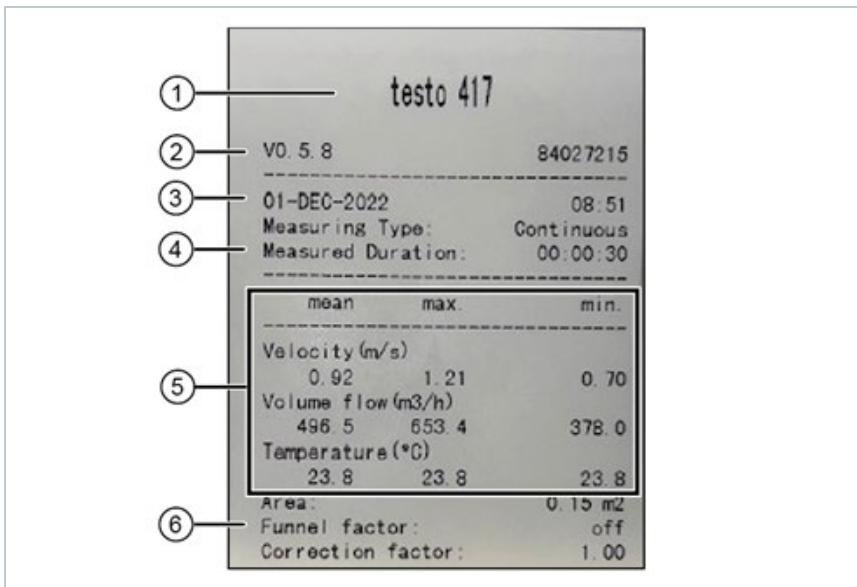 testo 417
① 
② V0.5.8 84027215
③ 01-DEC-2022 08:51
Measuring Type: Continuous
④ Measured Duration: 00:00:30
mean max. min.
Velocity(m/s)
0.92 1.21 0.70
⑤ Volume flow(m3/h)
496.5 653.4 378.0
Temperature(°C)
23.8 23.8 23.8
Area: 0.15 m2
⑥ Funnel factor: off
Correction factor: 1.00